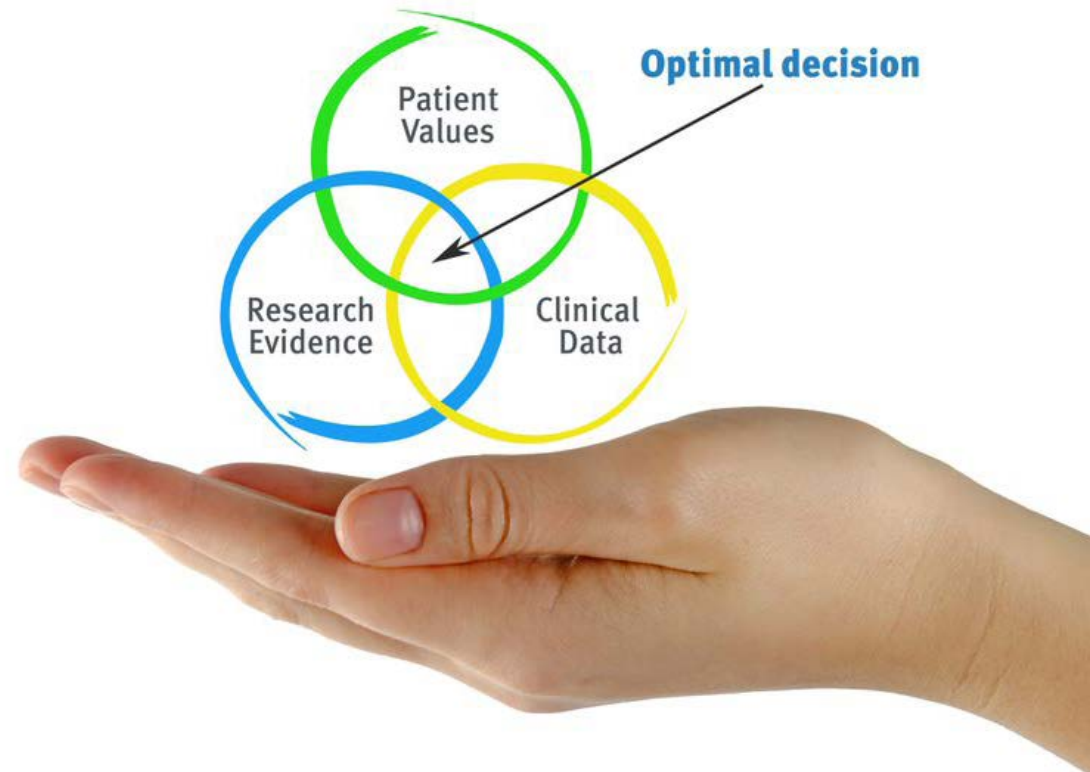 Optimal decision
Patient
Values
Research
Evidence
Clinical
Data